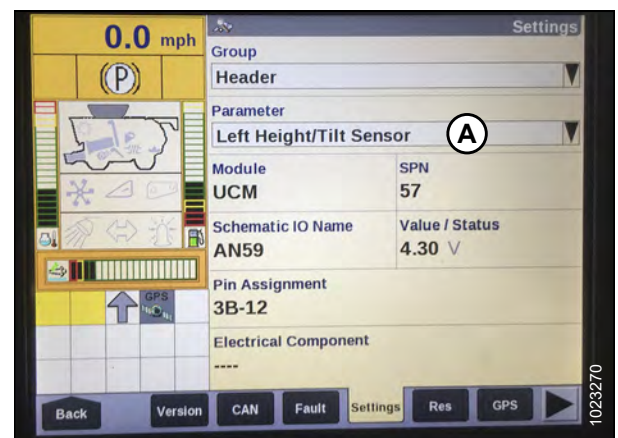 0.0 mph
(P)
Settings
Group
Header
Parameter
Left Height/Tilt Sensor
A
Module
SPN
UCM
57
Schematic IO Name
Value / Status
AN59
4.30 V
Pin Assignment
3B-12
GPS
Electrical Component
----
Back
Version
CAN
Fault
Settings
Res
GPS
1023270